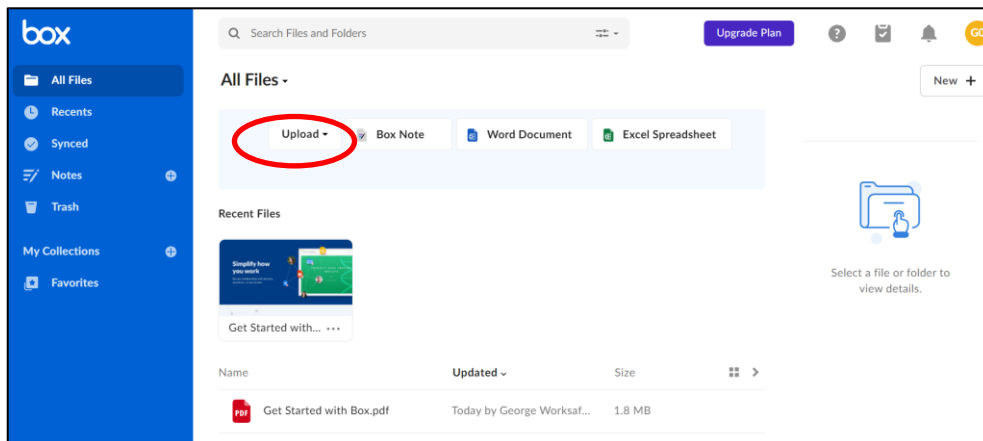 box
Search Files and Folders
Upgrade Plan
All Files
Recents
Synced
Notes
Trash
My Collections
Favorites
All Files
New +
Upload
Box Note
Word Document
Excel Spreadsheet
Recent Files
Simplify how
you work
Get Started with...
Select a file or folder to
view details.
Name
Updated
Size
PDF
Get Started with Box.pdf
Today by George Worksaf...
1.8 MB